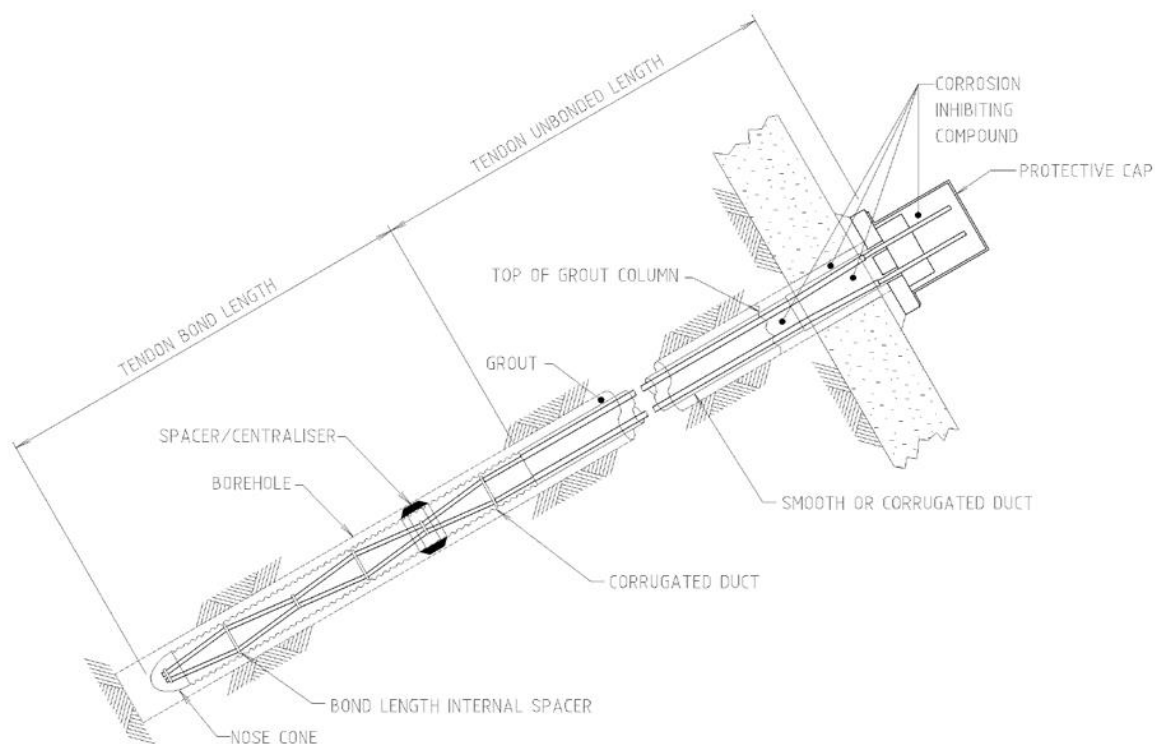 TENDON UNBONDED LENGTH
CORROSION
INHIBITING
COMPOUND
PROTECTIVE CAP
TENDON BOND LENGTH
TOP OF GROUT COLUMN
GROUT
SPACER/CENTRALISER
BOREHOLE
SMOOTH OR CORRUGATED DUCT
CORRUGATED DUCT
BOND LENGTH INTERNAL SPACER
NOSE CONE